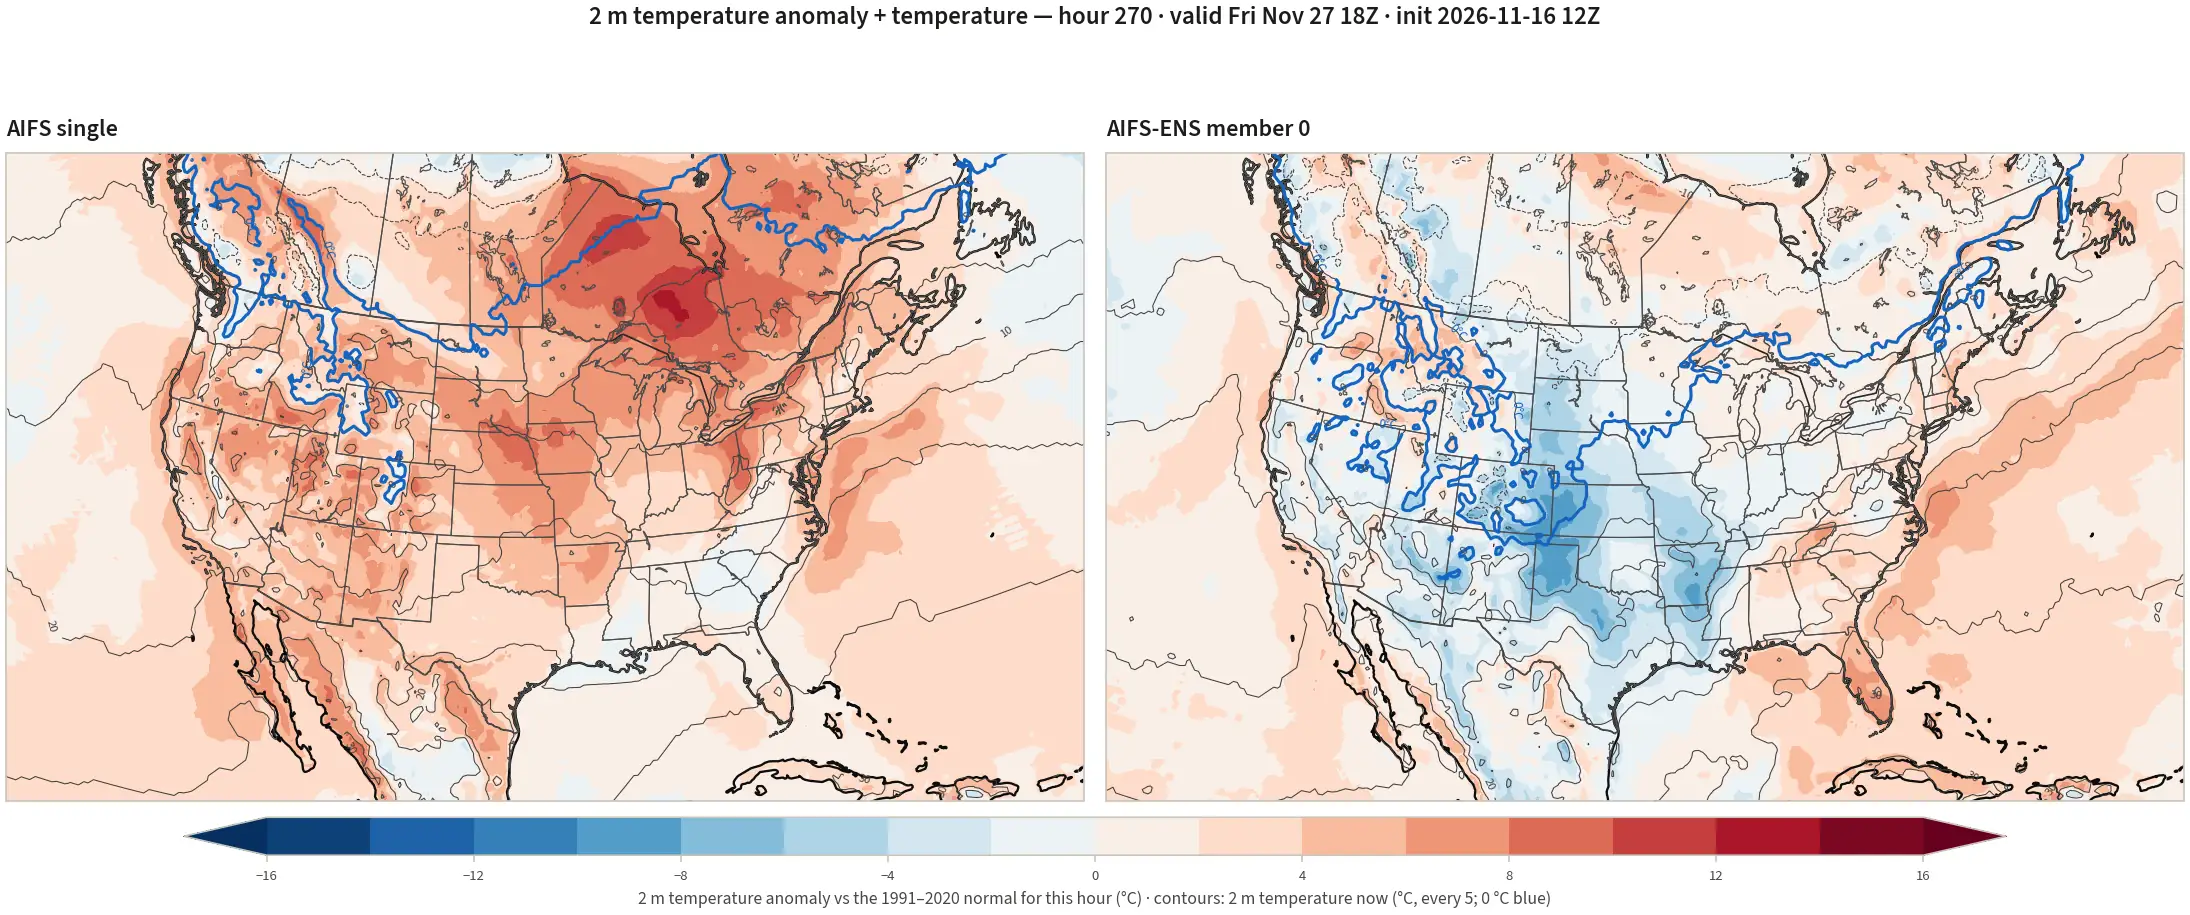 2 m temperature anomaly + temperature — hour 270 · valid Fri Nov 27 18Z · init 2026-11-16 12Z
AIFS single
AIFS-ENS member 0
10
20
−16
−12
−8
−4
0
4
8
12
16
2 m temperature anomaly vs the 1991–2020 normal for this hour (°C) · contours: 2 m temperature now (°C, every 5; 0 °C blue)